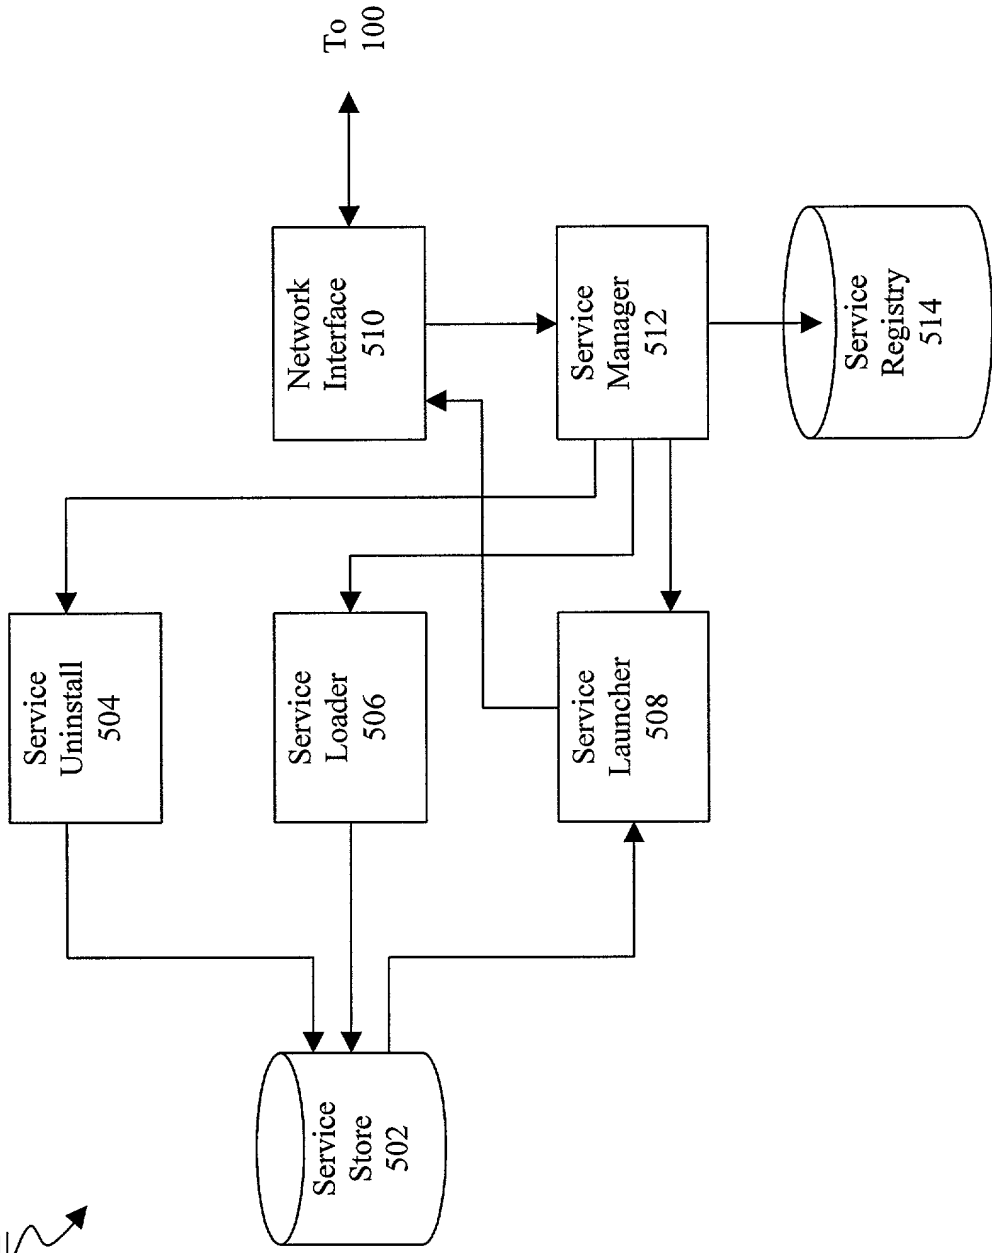 To
100
Network
Interface
510
Service
Manager
512
Service
Registry
514
Service
Uninstall
504
Service
Loader
506
Service
Launcher
508
Service
Store
502